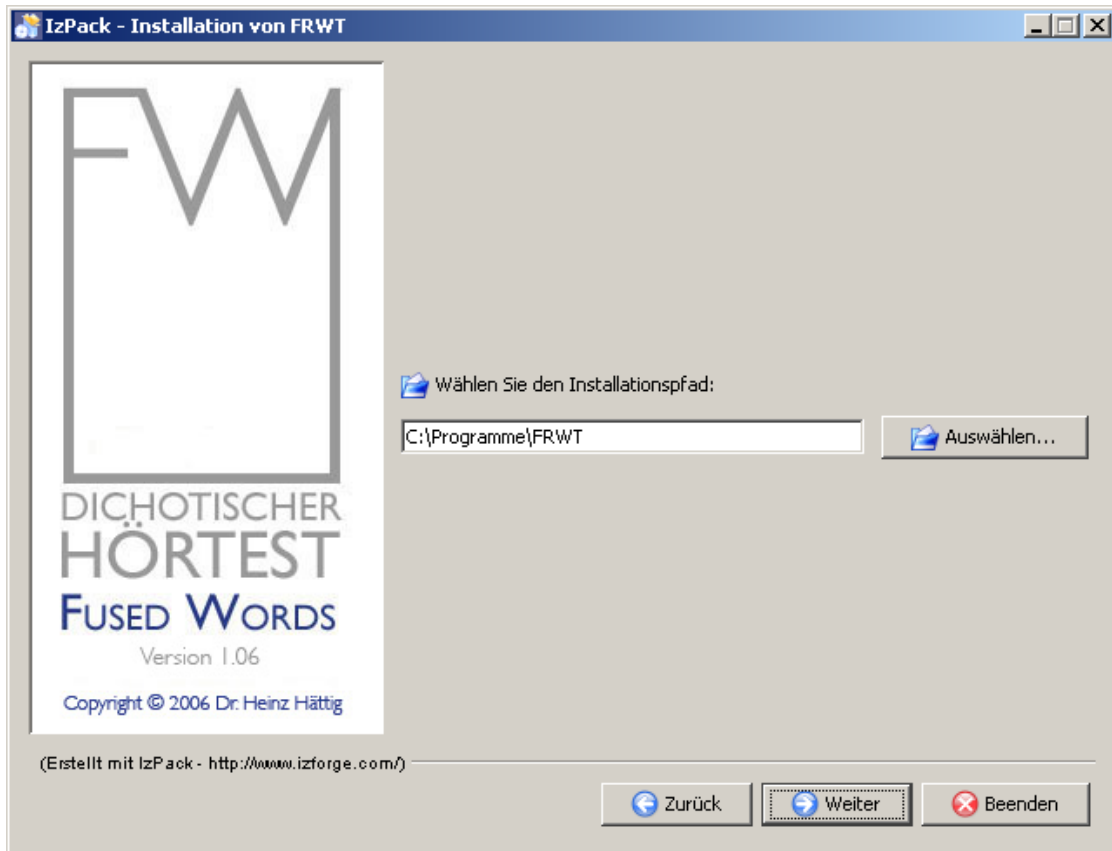 IzPack - Installation von FRWT
FW
DICHOTISCHER
HÖRTEST
FUSED WORDS
Version 1.06
Copyright © 2006 Dr. Heinz Hättig
Wählen Sie den Installationspfad:
C:\Programme\FRWT
Auswählen...
(Erstellt mit IzPack - http://www.izforge.com/)
Zurück
Weiter
Beenden